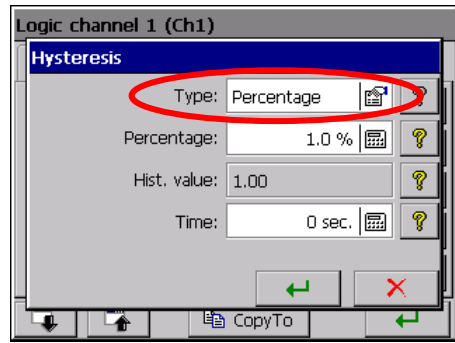 Logic channel 1 (Ch1)
Hysteresis
Type: Percentage ?
Percentage: 1.0 % ?
Hist. value: 1.00 ?
Time: 0 sec. ?
CopyTo